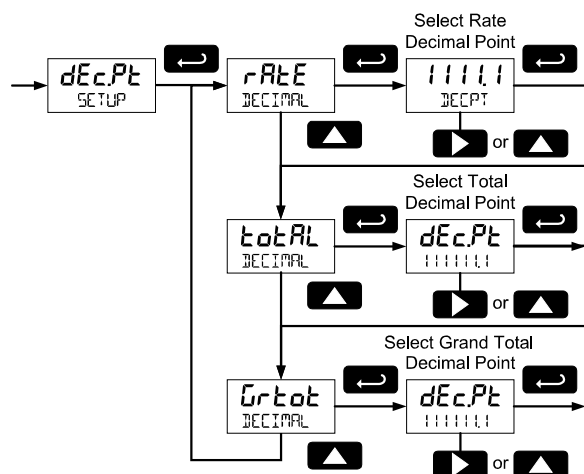 Select Rate
Decimal Point
dEc.Pt
SETUP
rAtE
DECIMAL
1111.1
DECPT
or
Select Total
Decimal Point
totAL
DECIMAL
dEc.Pt
111111.1
or
Select Grand Total
Decimal Point
Grtot
DECIMAL
dEc.Pt
111111.1
or